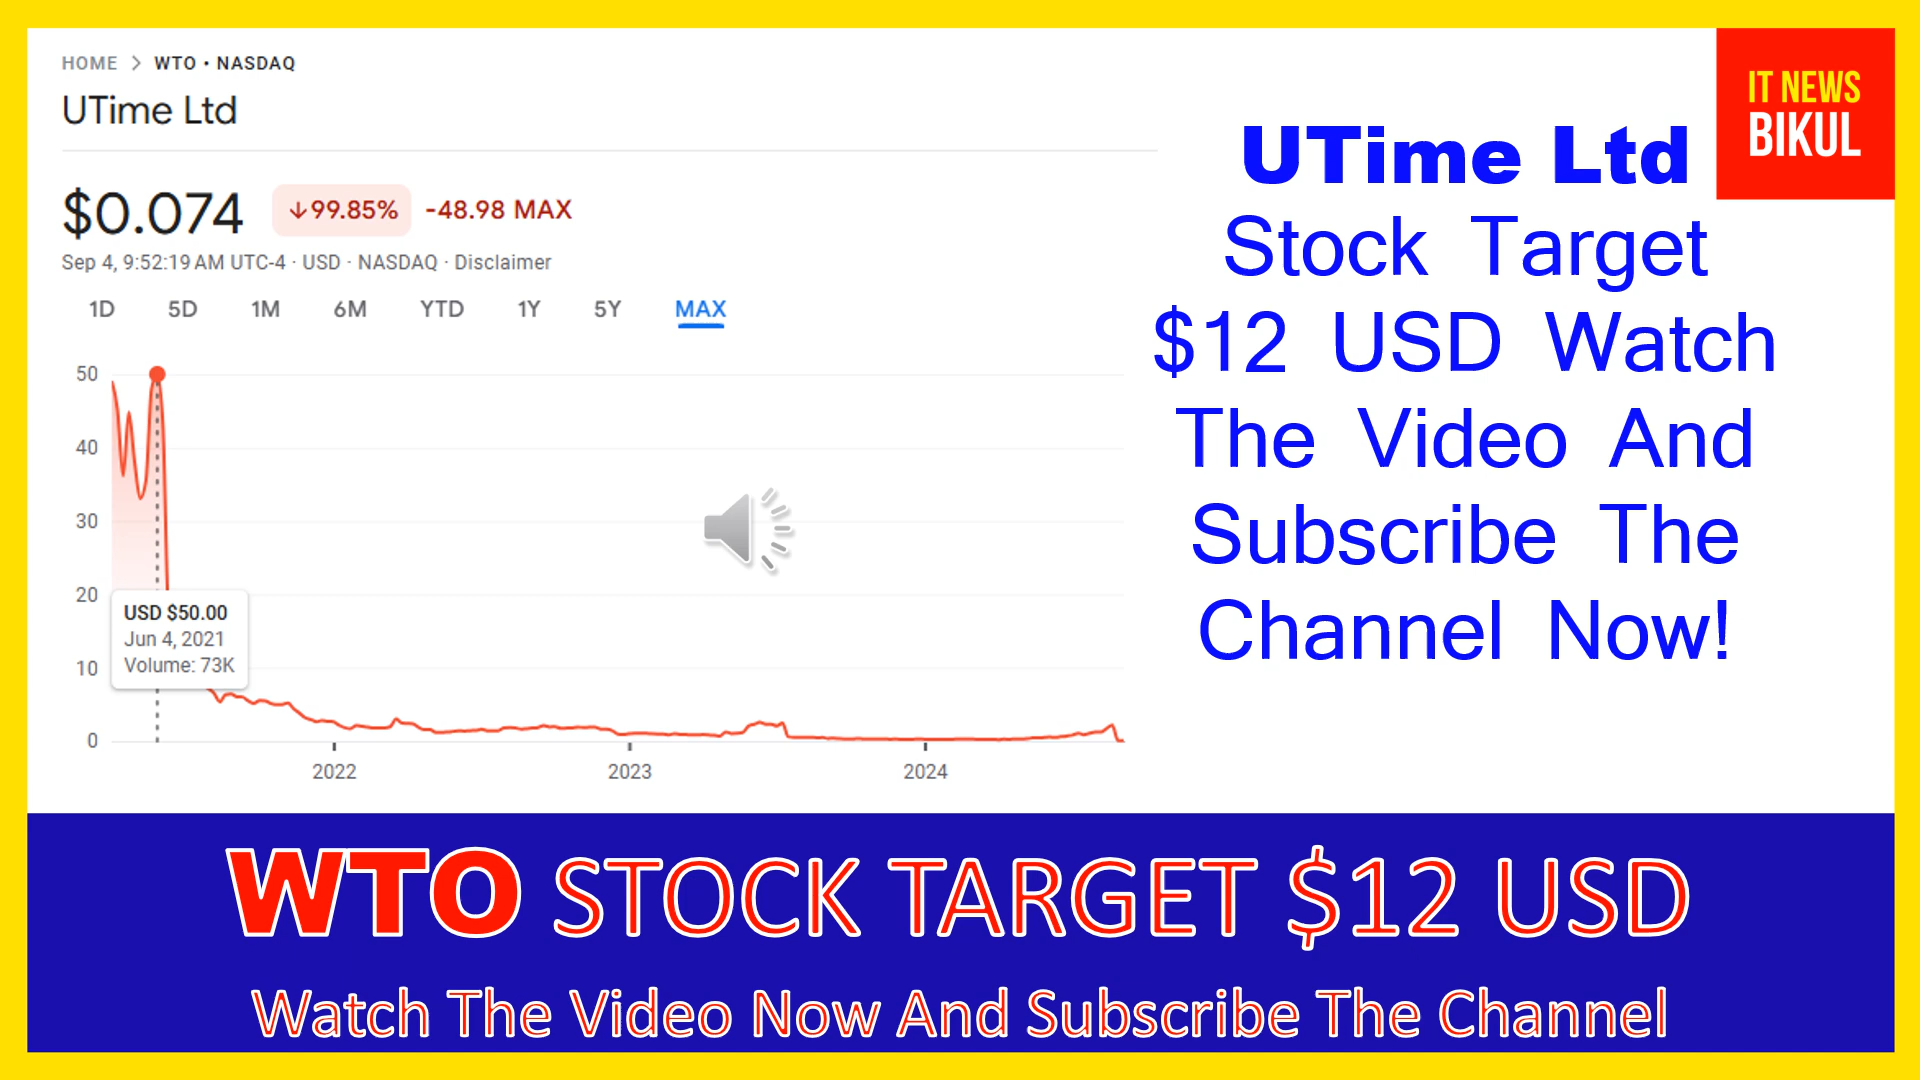 HOME > WTO • NASDAQ
UTime Ltd
$0.074 ↓99.85% -48.98 MAX
Sep 4, 9:52:19 AM UTC-4 · USD · NASDAQ · Disclaimer
1D 5D 1M 6M YTD 1Y 5Y MAX
50
40
30
20
10
0
USD $50.00
Jun 4, 2021
Volume: 73K
2022 2023 2024
UTime Ltd
Stock Target
$12 USD Watch
The Video And
Subscribe The
Channel Now!
IT NEWS
BIKUL
WTO STOCK TARGET $12 USD
Watch The Video Now And Subscribe The Channel